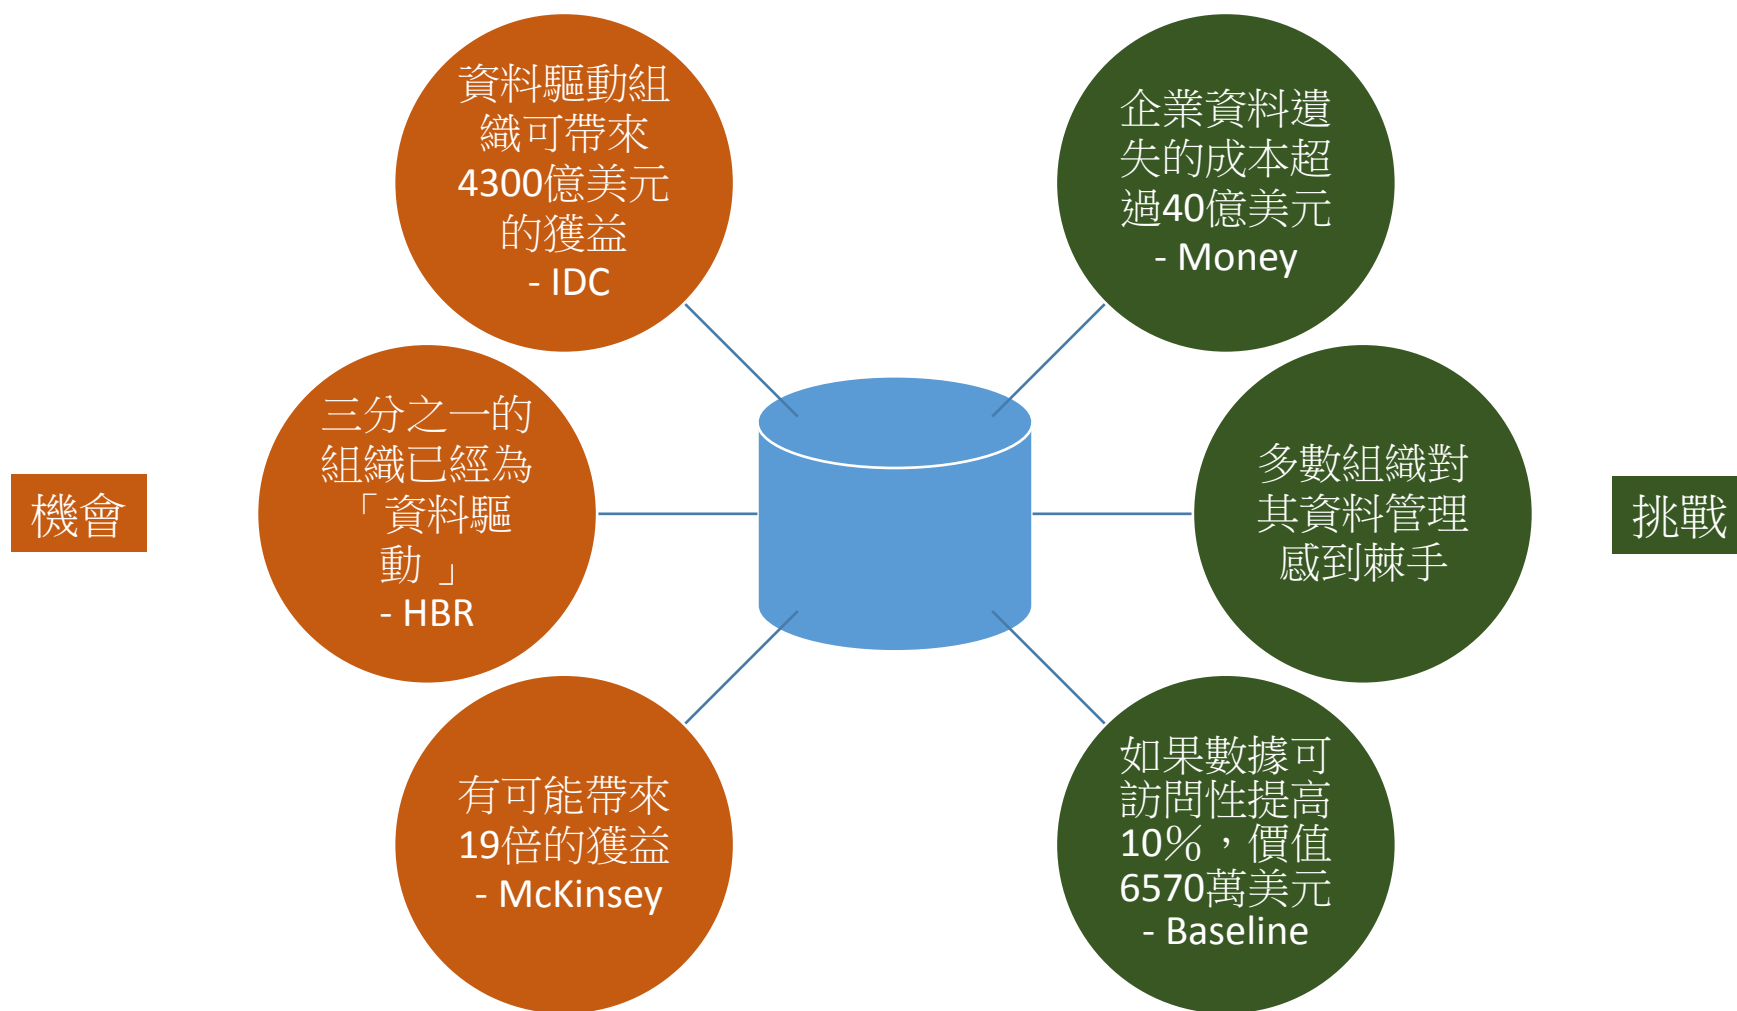 機會
資料驅動組
織可帶來
4300億美元
的獲益
- IDC
三分之一的
組織已經為
「資料驅
動 」
- HBR
有可能帶來
19倍的獲益
- McKinsey
企業資料遺
失的成本超
過40億美元
- Money
多數組織對
其資料管理
感到棘手
如果數據可
訪問性提高
10％，價值
6570萬美元
- Baseline
挑戰